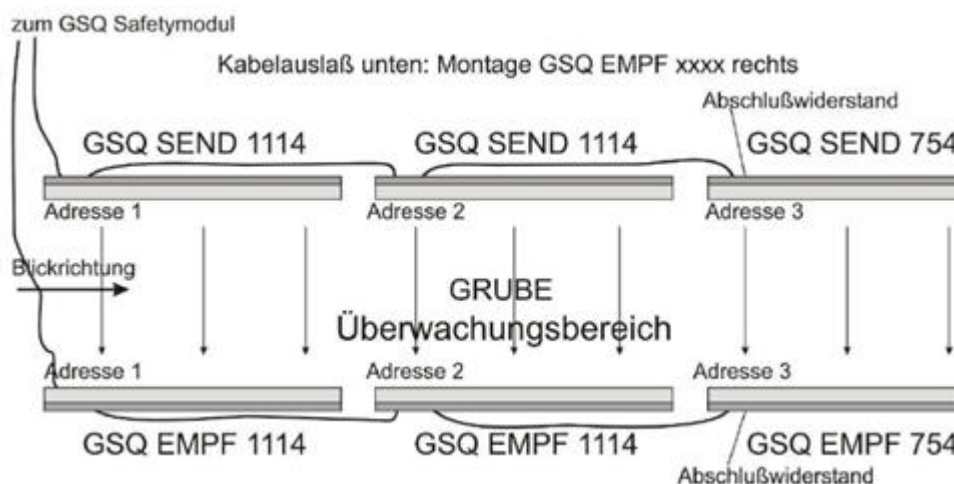 zum GSQ Safetymodul
Kabelauslaß unten: Montage GSQ EMPF xxxx rechts
Abschlußwiderstand
GSQ SEND 1114
GSQ SEND 1114
GSQ SEND 754
Adresse 1
Adresse 2
Adresse 3
Blickrichtung
GRUBE
Überwachungsbereich
Adresse 1
Adresse 2
Adresse 3
GSQ EMPF 1114
GSQ EMPF 1114
GSQ EMPF 754
Abschlußwiderstand